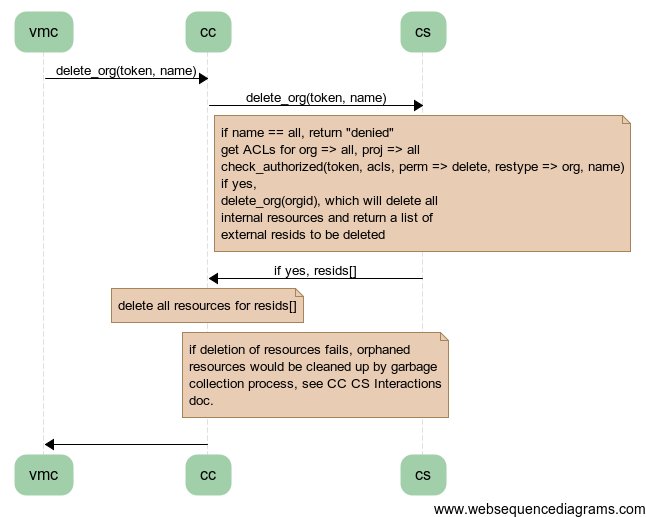 vmc
cc
cs
delete_org(token, name)
delete_org(token, name)
if name == all, return "denied"
get ACLs for org => all, proj => all
check_authorized(token, acls, perm => delete, restype => org, name)
if yes,
delete_org(orgid), which will delete all
internal resources and return a list of
external resids to be deleted
if yes, resids[]
delete all resources for resids[]
if deletion of resources fails, orphaned
resources would be cleaned up by garbage
collection process, see CC CS Interactions
doc.
vmc
cc
cs
www.websequencediagrams.com